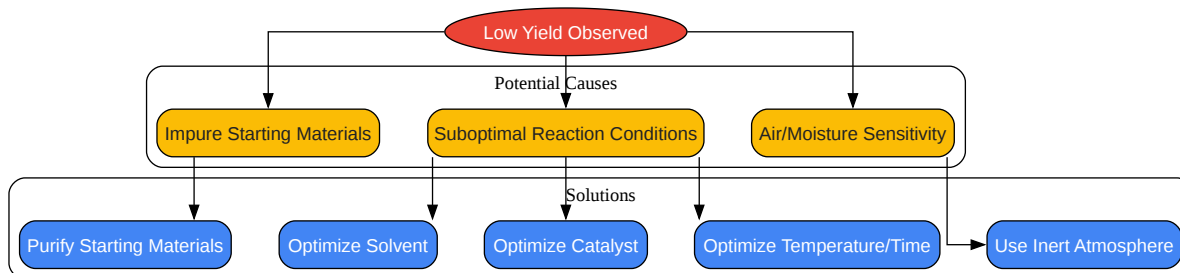 Low Yield Observed
Potential Causes
Impure Starting Materials
Suboptimal Reaction Conditions
Air/Moisture Sensitivity
Solutions
Purify Starting Materials
Optimize Solvent
Optimize Catalyst
Optimize Temperature/Time
Use Inert Atmosphere